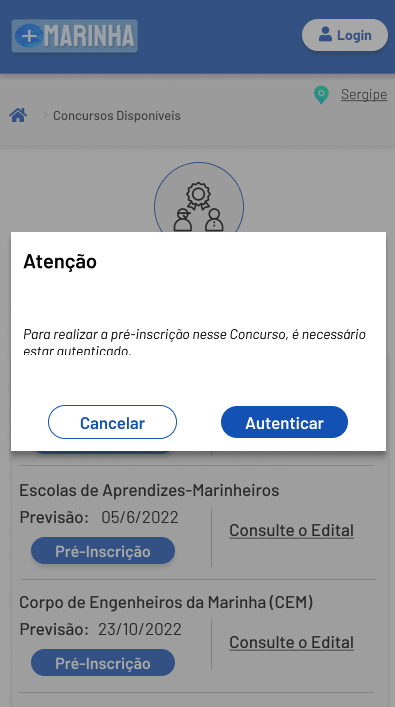 +MARINHA
Login
Sergipe
Concursos Disponíveis
Atenção
Para realizar a pré-inscrição nesse Concurso, é necessário
estar autenticado.
Cancelar
Autenticar
Escolas de Aprendizes-Marinheiros
Previsão: 05/6/2022
Consulte o Edital
Pré-Inscrição
Corpo de Engenheiros da Marinha (CEM)
Previsão: 23/10/2022
Consulte o Edital
Pré-Inscrição